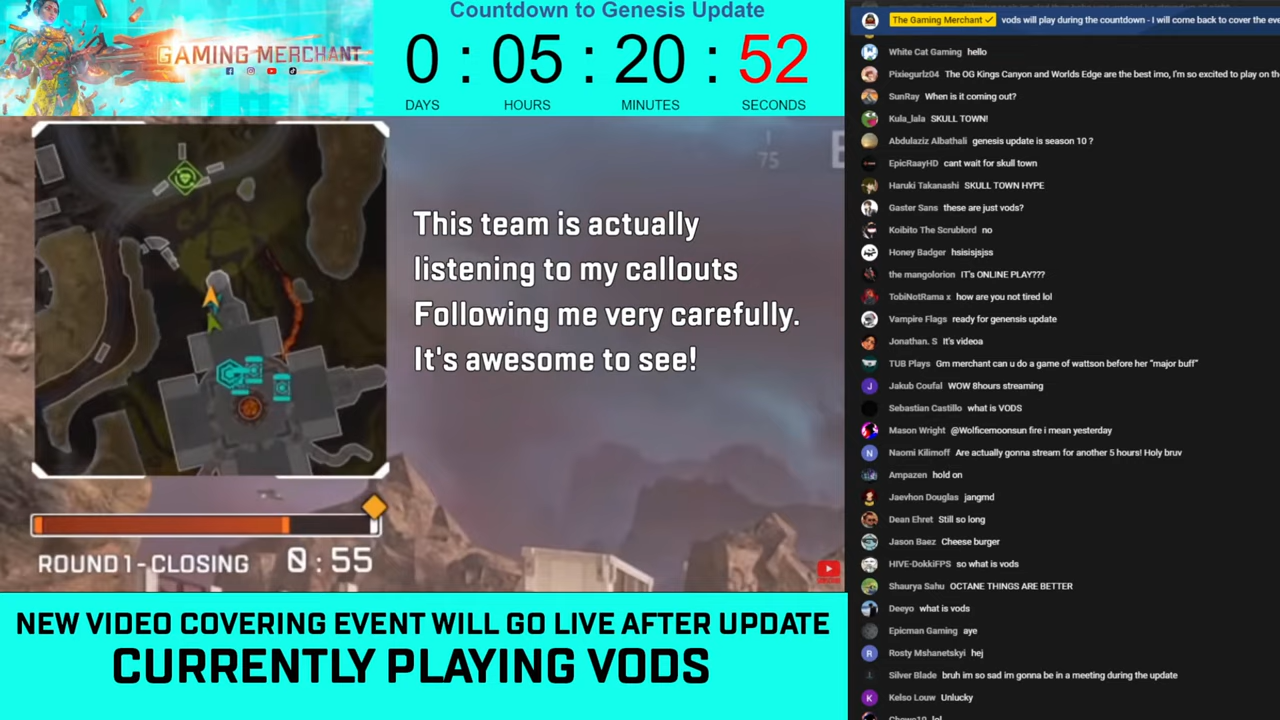 GAMING MERCHANT
Countdown to Genesis Update
0 : 05 : 20 : 52
DAYS HOURS MINUTES SECONDS
75
This team is actually
listening to my callouts
Following me very carefully.
It's awesome to see!
ROUND 1 - CLOSING 0:55
NEW VIDEO COVERING EVENT WILL GO LIVE AFTER UPDATE
CURRENTLY PLAYING VODS
The Gaming Merchant vods will play during the countdown - I will come back to cover the eve
White Cat Gaming hello
Pixiegurlz04 The OG Kings Canyon and Worlds Edge are the best imo, I'm so excited to play on th
SunRay When is it coming out?
Kula_lala SKULL TOWN!
Abdulaziz Albathali genesis update is season 10 ?
EpicRaayHD cant wait for skull town
Haruki Takanashi SKULL TOWN HYPE
Gaster Sans these are just vods?
Koibito The Scrublord no
Honey Badger hsisisjsjss
the mangolorion IT's ONLINE PLAY???
TobiNotRama x how are you not tired lol
Vampire Flags ready for genensis update
Jonathan. S It's videoa
TUB Plays Gm merchant can u do a game of wattson before her “major buff”
Jakub Coufal WOW 8hours streaming
Sebastian Castillo what is VODS
Mason Wright @Wolficemoonsun fire i mean yesterday
Naomi Kilimoff Are actually gonna stream for another 5 hours! Holy bruv
Ampazen hold on
Jaevhon Douglas jangmd
Dean Ehret Still so long
Jason Baez Cheese burger
HIVE-DokkiFPS so what is vods
Shaurya Sahu OCTANE THINGS ARE BETTER
Deeyo what is vods
Epicman Gaming aye
Rosty Mshanetskyi hej
Silver Blade bruh im so sad im gonna be in a meeting during the update
Kelso Louw Unlucky